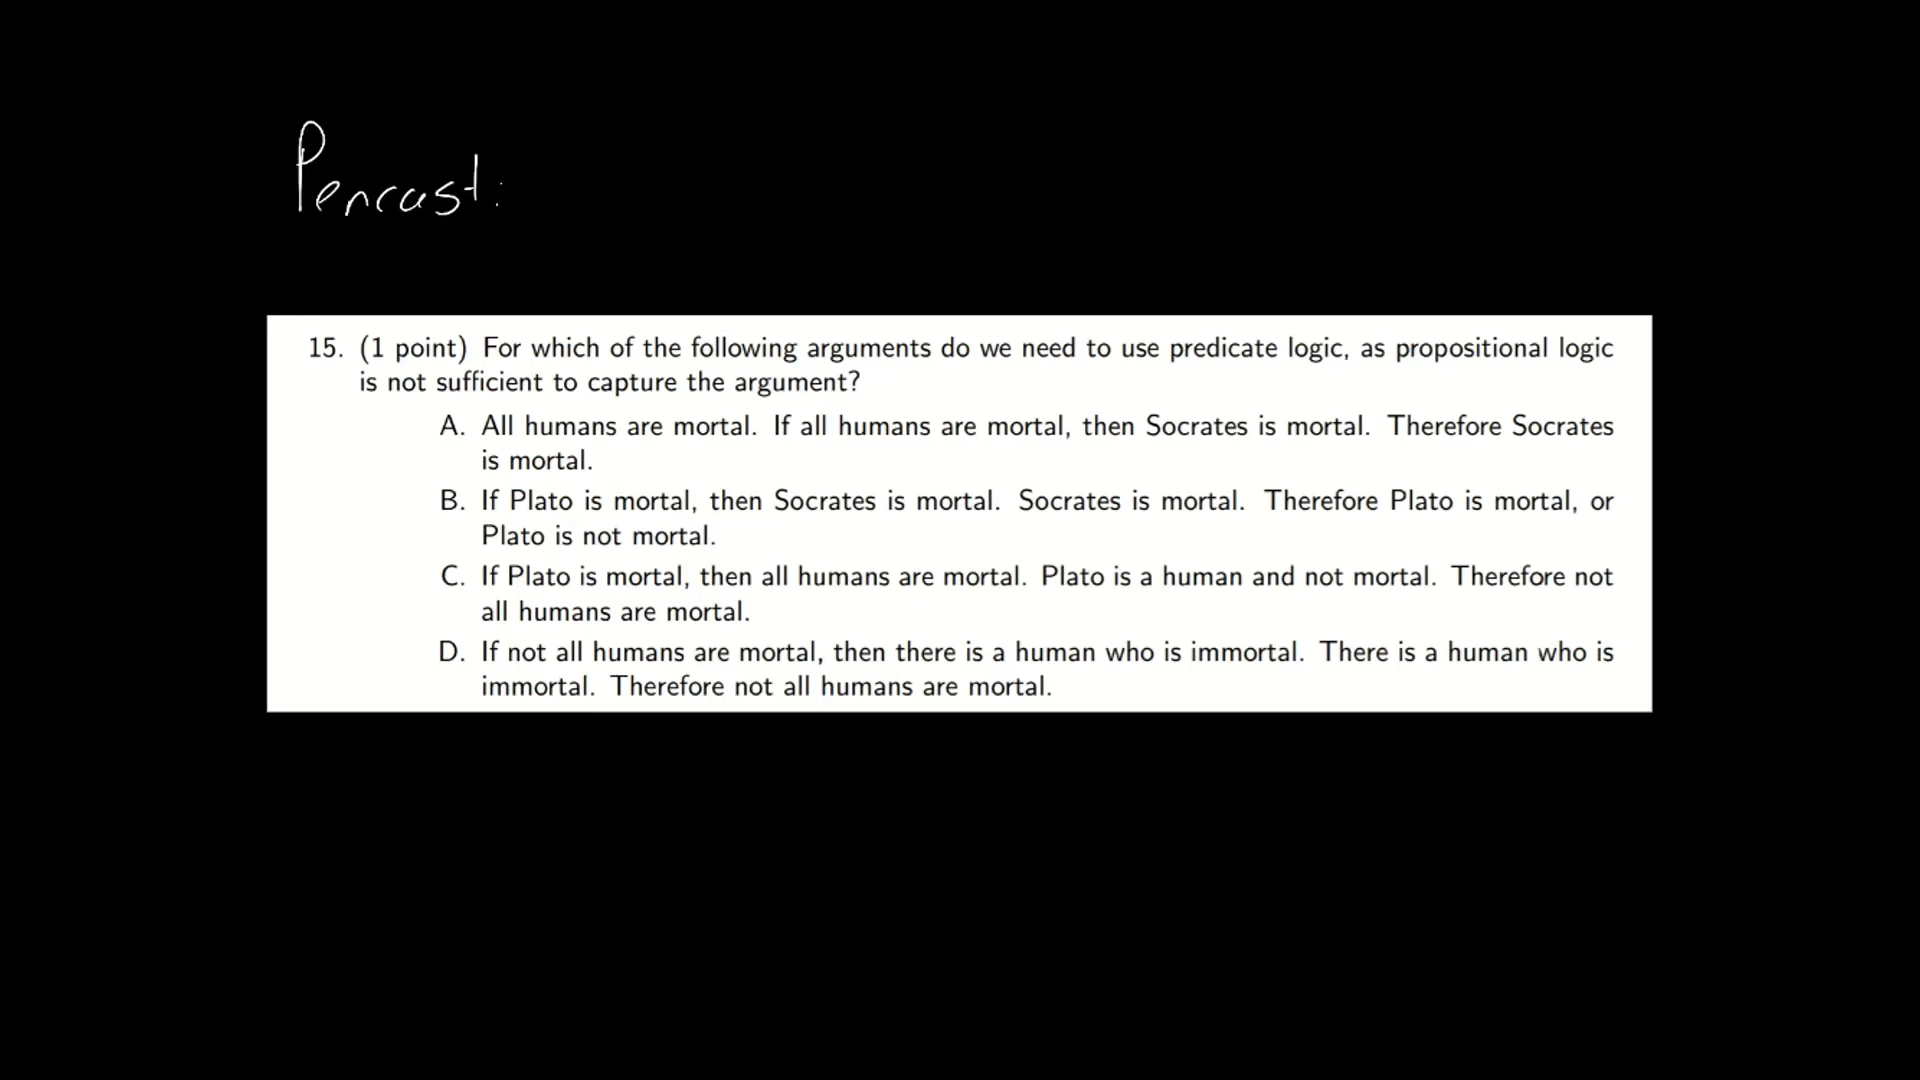 Pencast:
15. (1 point) For which of the following arguments do we need to use predicate logic, as propositional logic
is not sufficient to capture the argument?
A. All humans are mortal. If all humans are mortal, then Socrates is mortal. Therefore Socrates
is mortal.
B. If Plato is mortal, then Socrates is mortal. Socrates is mortal. Therefore Plato is mortal, or
Plato is not mortal.
C. If Plato is mortal, then all humans are mortal. Plato is a human and not mortal. Therefore not
all humans are mortal.
D. If not all humans are mortal, then there is a human who is immortal. There is a human who is
immortal. Therefore not all humans are mortal.